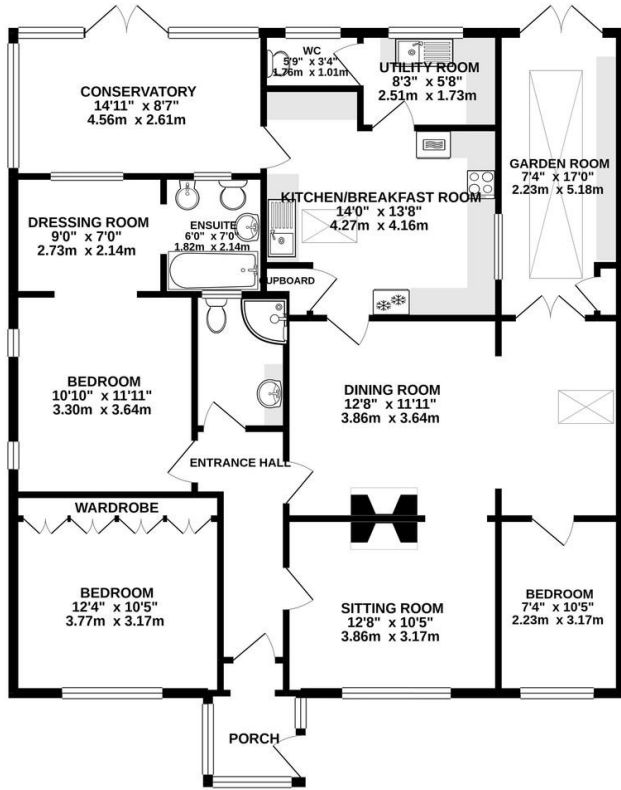 WC
5'9" x 3'4"
1.76m x 1.01m
UTILITY ROOM
8'3" x 5'8"
2.51m x 1.73m
CONSERVATORY
14'11" x 8'7"
4.56m x 2.61m
GARDEN ROOM
7'4" x 17'0"
2.23m x 5.18m
KITCHEN/BREAKFAST ROOM
14'0" x 13'8"
4.27m x 4.16m
DRESSING ROOM
9'0" x 7'0"
2.73m x 2.14m
ENSUITE
6'0" x 7'0"
1.82m x 2.14m
CUPBOARD
BEDROOM
10'10" x 11'11"
3.30m x 3.64m
DINING ROOM
12'8" x 11'11"
3.86m x 3.64m
ENTRANCE HALL
WARDROBE
BEDROOM
12'4" x 10'5"
3.77m x 3.17m
SITTING ROOM
12'8" x 10'5"
3.86m x 3.17m
BEDROOM
7'4" x 10'5"
2.23m x 3.17m
PORCH